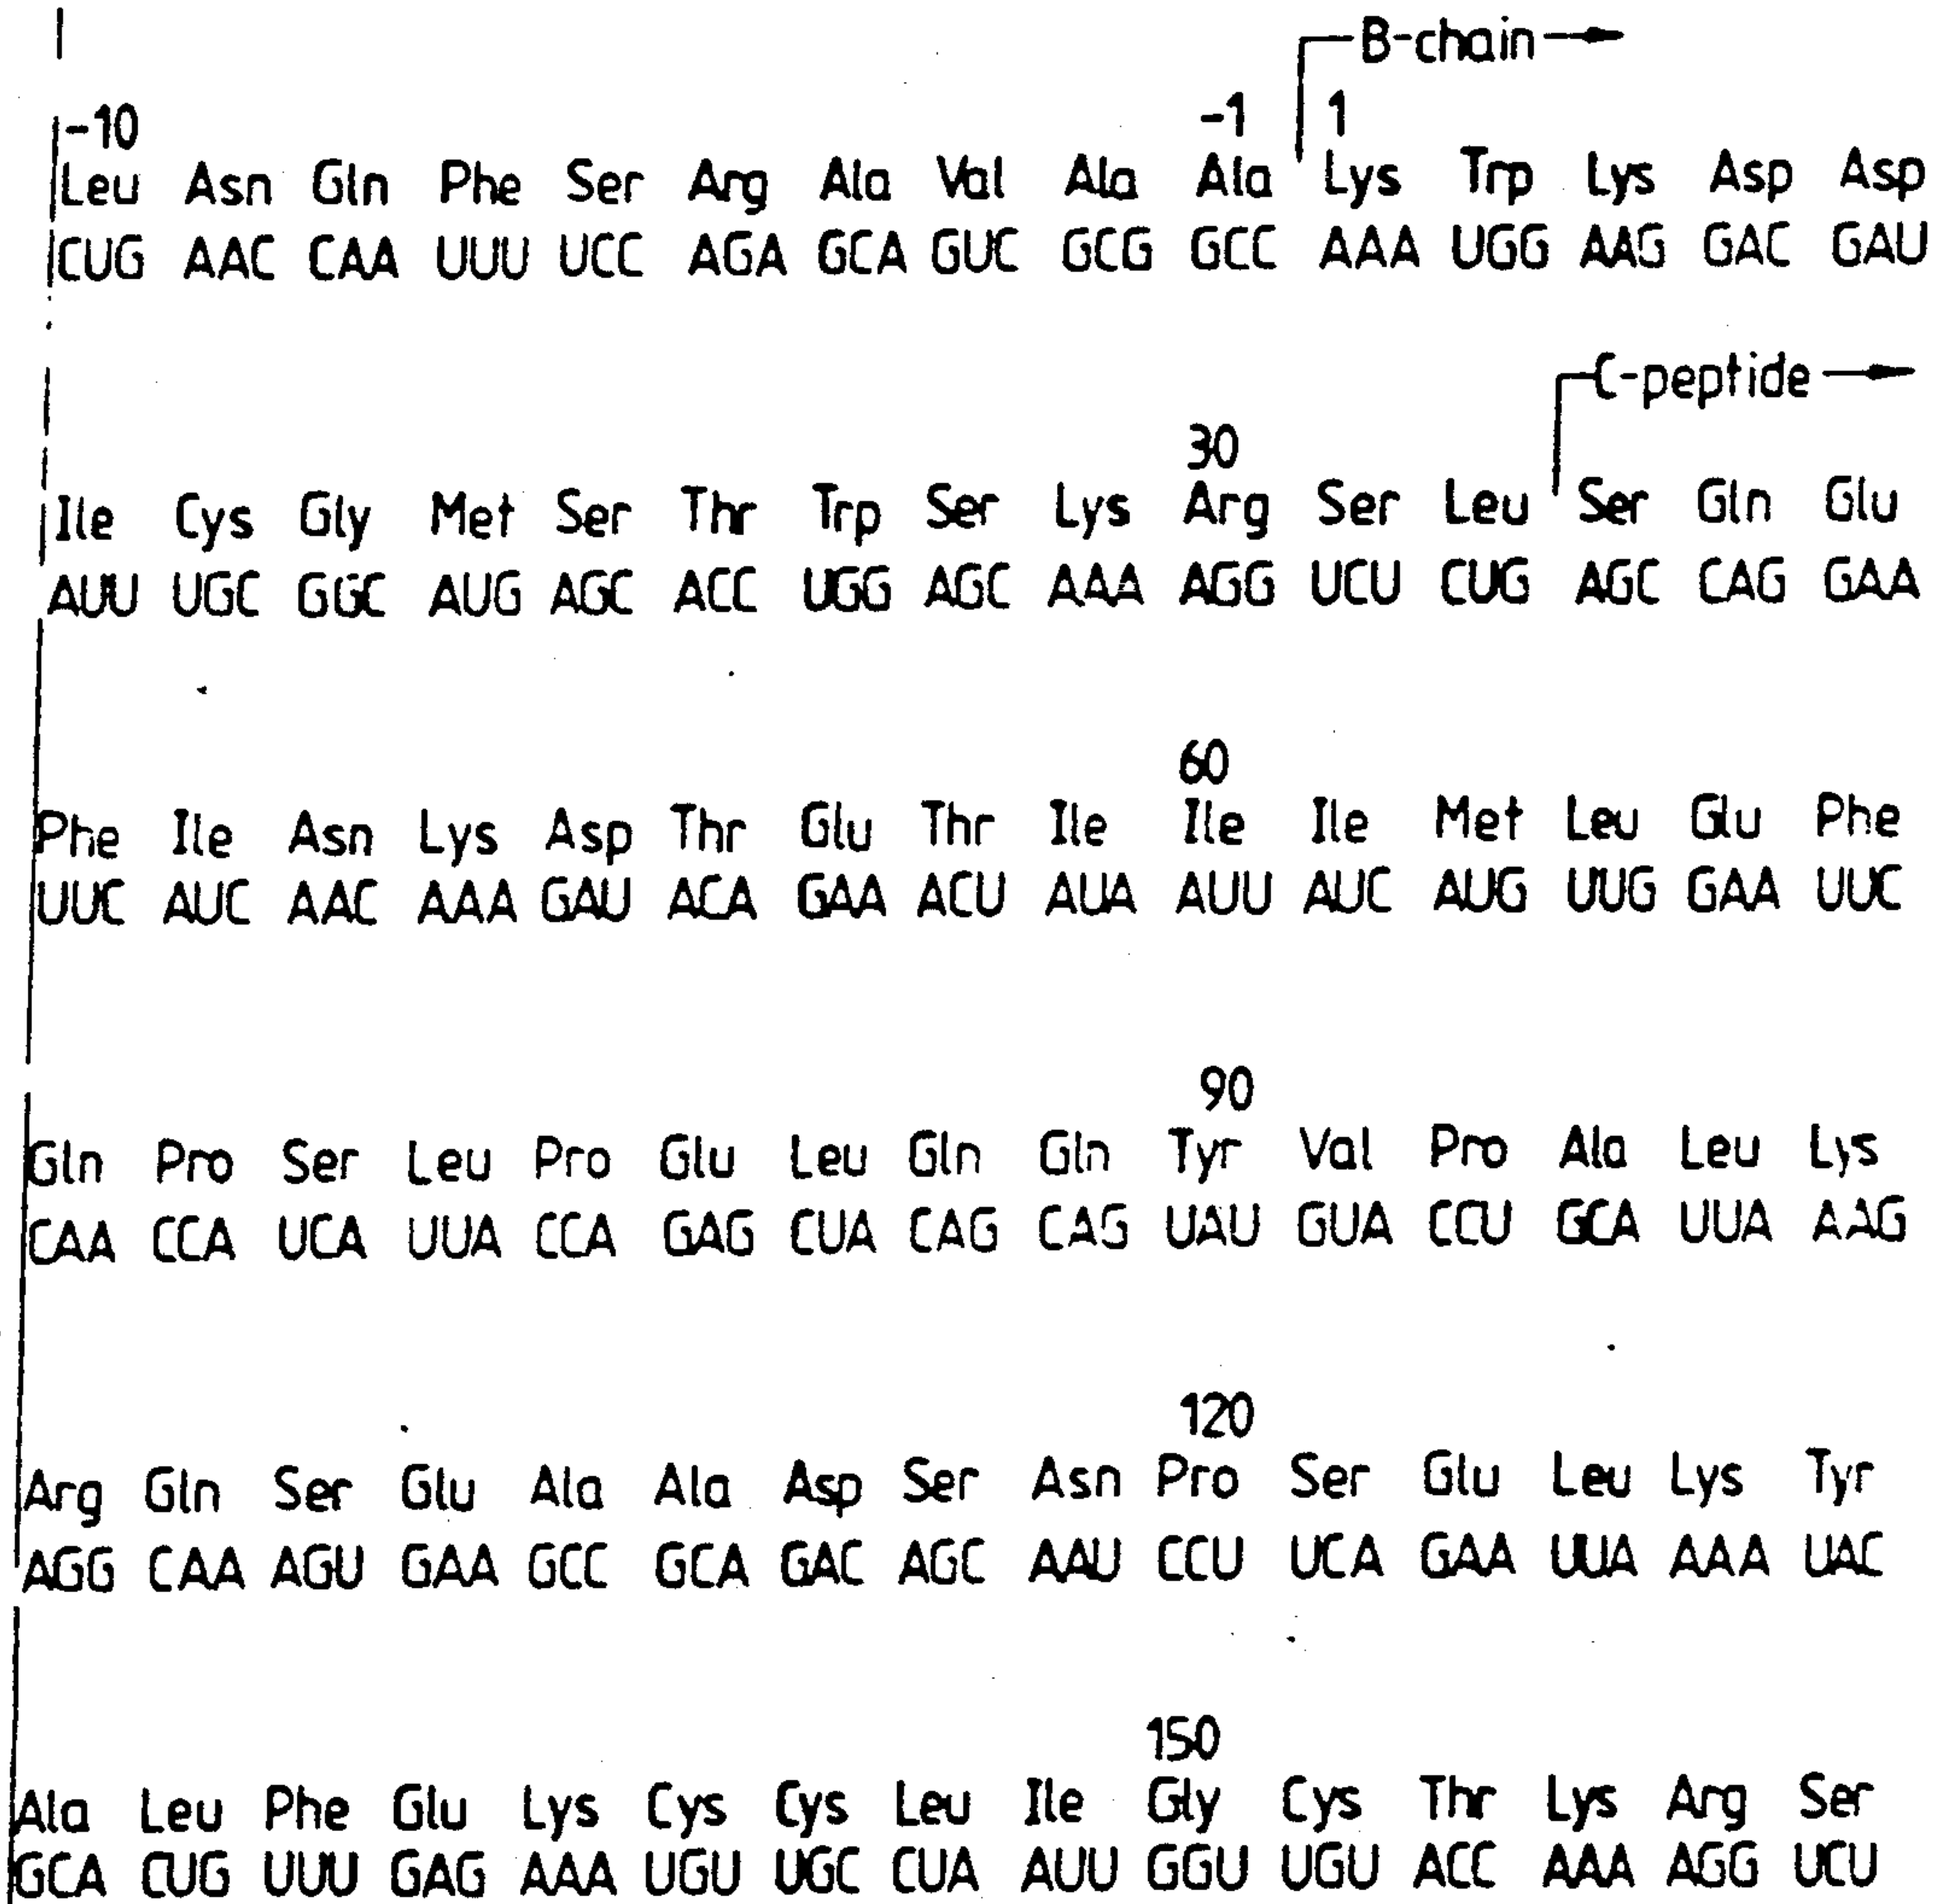 B-chain
-10 -1 1
Leu Asn Gln Phe Ser Arg Ala Val Ala Ala Lys Trp Lys Asp Asp
CUG AAC CAA UUU UCC AGA GCA GUC GCG GCC AAA UGG AAG GAC GAU
C-peptide
30
Ile Cys Gly Met Ser Thr Trp Ser Lys Arg Ser Leu Ser Gln Glu
AUU UGC GGC AUG AGC ACC UGG AGC AAA AGG UCU CUG AGC CAG GAA
60
Phe Ile Asn Lys Asp Thr Glu Thr Ile Ile Ile Met Leu Glu Phe
UUC AUC AAC AAA GAU ACA GAA ACU AUA AUU AUC AUG UUG GAA UUC
90
Gln Pro Ser Leu Pro Glu Leu Gln Gln Tyr Val Pro Ala Leu Lys
CAA CCA UCA UUA CCA GAG CUA CAG CAG UAU GUA CCU GCA UUA AAG
120
Arg Gln Ser Glu Ala Ala Asp Ser Asn Pro Ser Glu Leu Lys Tyr
AGG CAA AGU GAA GCC GCA GAC AGC AAU CCU UCA GAA UUA AAA UAC
150
Ala Leu Phe Glu Lys Cys Cys Leu Ile Gly Cys Thr Lys Arg Ser
GCA CUG UUU GAG AAA UGU UGC CUA AUU GGU UGU ACC AAA AGG UCU